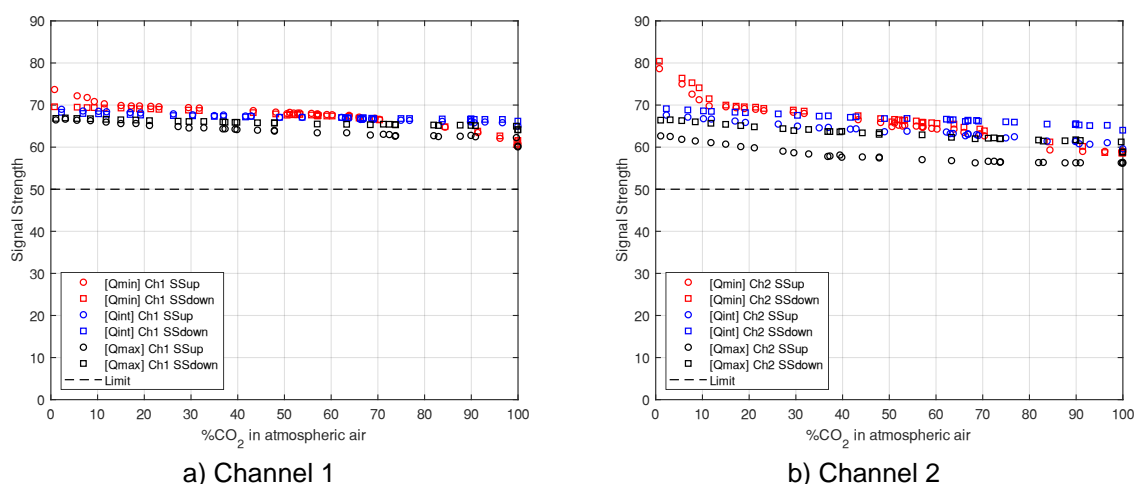 90
80
70
60
50
40
30
20
10
0
Signal Strength
[Qmin] Ch1 SSup
[Qmin] Ch1 SSdown
[Qint] Ch1 SSup
[Qint] Ch1 SSdown
[Qmax] Ch1 SSup
[Qmax] Ch1 SSdown
Limit
0 10 20 30 40 50 60 70 80 90 100
%CO2 in atmospheric air
a) Channel 1
90
80
70
60
50
40
30
20
10
0
Signal Strength
[Qmin] Ch2 SSup
[Qmin] Ch2 SSdown
[Qint] Ch2 SSup
[Qint] Ch2 SSdown
[Qmax] Ch2 SSup
[Qmax] Ch2 SSdown
Limit
0 10 20 30 40 50 60 70 80 90 100
%CO2 in atmospheric air
b) Channel 2